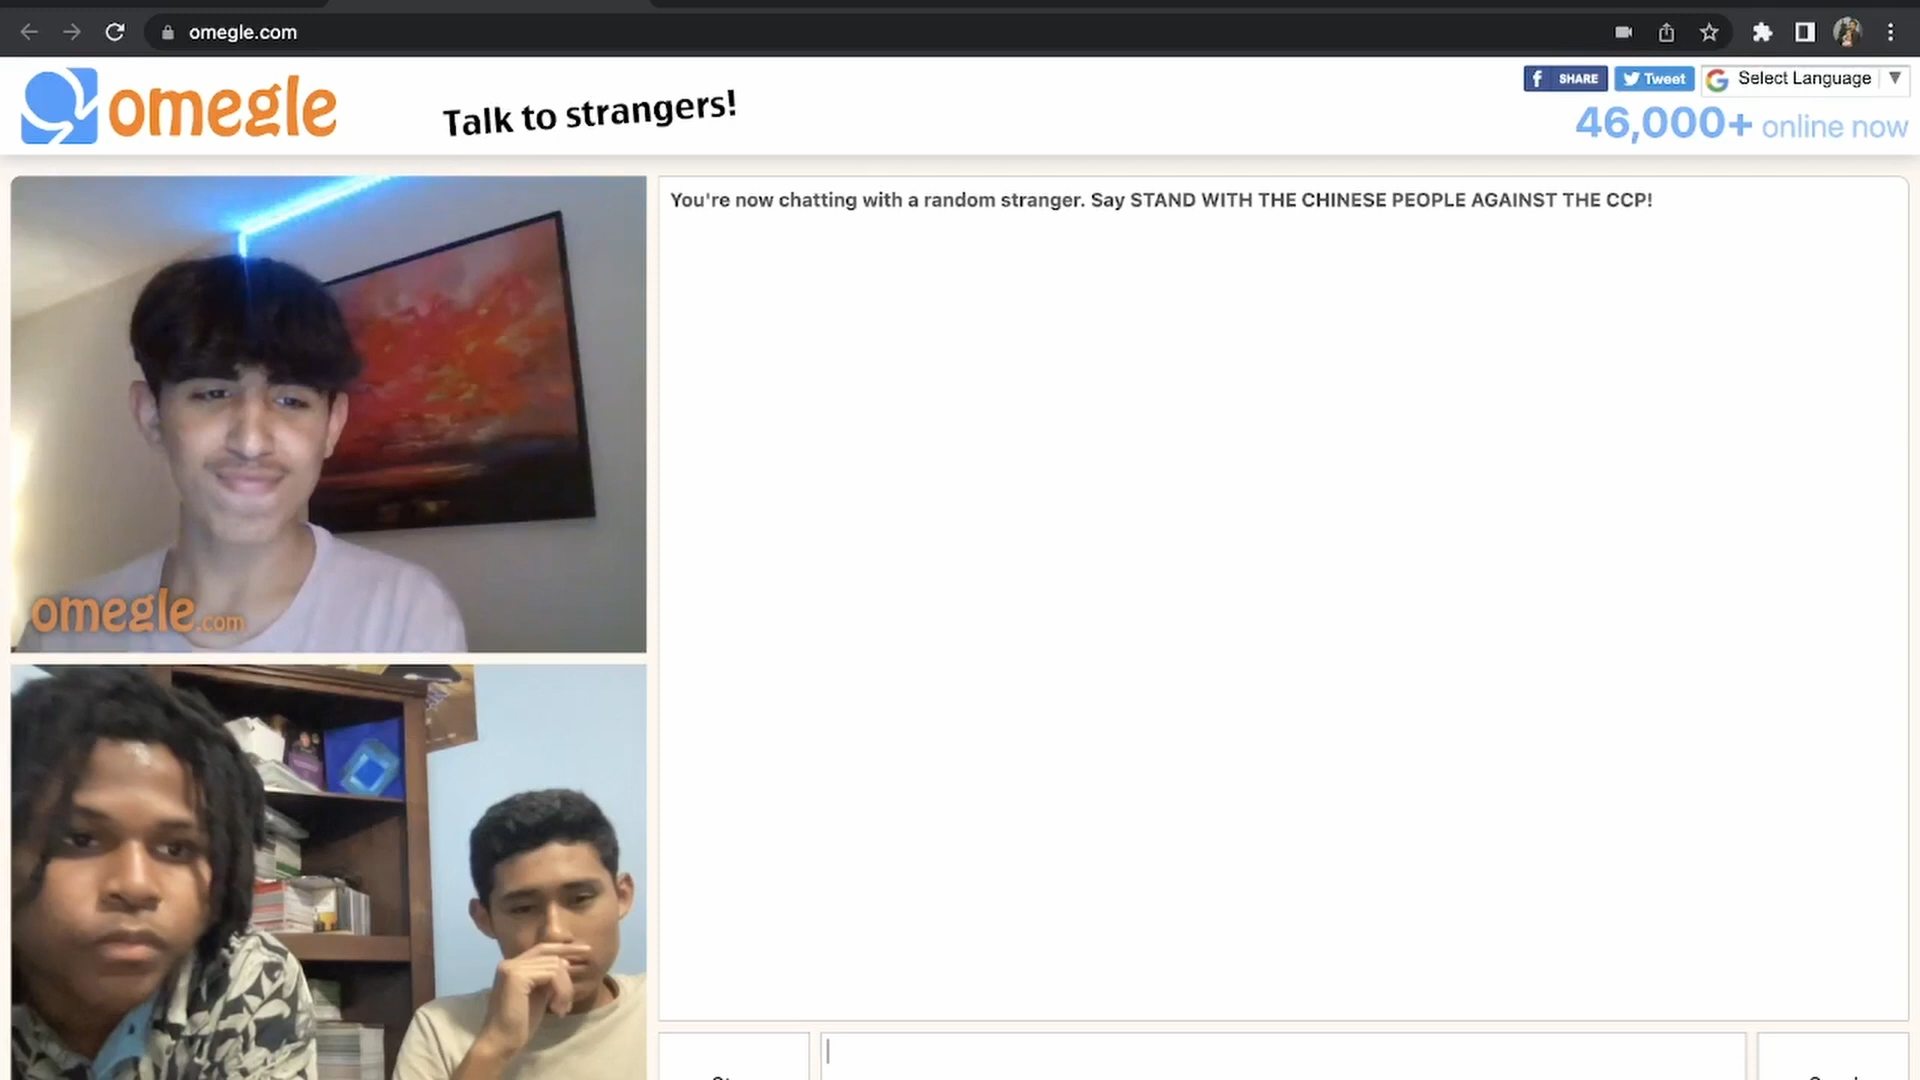 omegle.com
omegle
Talk to strangers!
SHARE
Tweet
Select Language
46,000+ online now
You're now chatting with a random stranger. Say STAND WITH THE CHINESE PEOPLE AGAINST THE CCP!
omegle.com